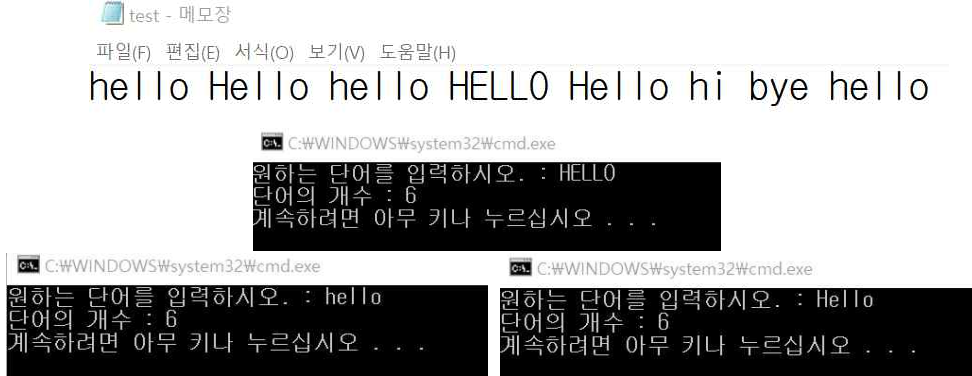 test - 메모장
파일(F) 편집(E) 서식(O) 보기(V) 도움말(H)
hello Hello hello HELLO Hello hi bye hello
C:₩WINDOWS₩system32₩cmd.exe
원하는 단어를 입력하시오. : HELLO
단어의 개수 : 6
계속하려면 아무 키나 누르십시오 . . .
C:₩WINDOWS₩system32₩cmd.exe
원하는 단어를 입력하시오. : hello
단어의 개수 : 6
계속하려면 아무 키나 누르십시오 . . .
C:₩WINDOWS₩system32₩cmd.exe
원하는 단어를 입력하시오. : Hello
단어의 개수 : 6
계속하려면 아무 키나 누르십시오 . . .